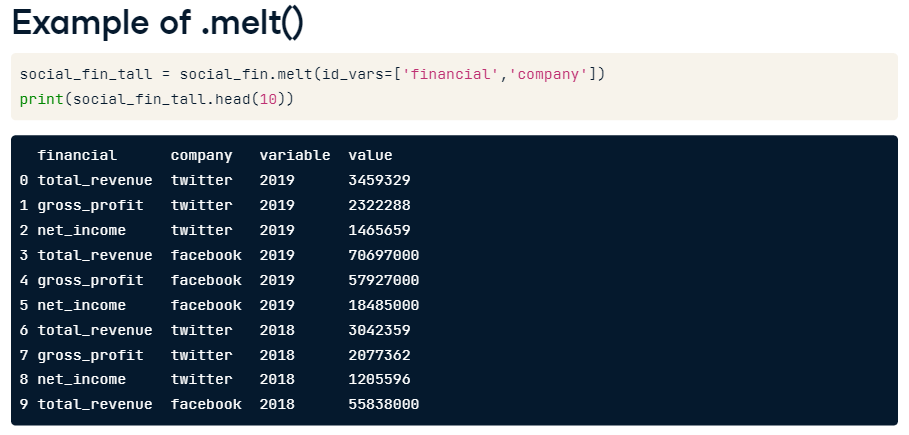 Example of .melt()
social_fin_tall = social_fin.melt(id_vars=['financial','company'])
print(social_fin_tall.head(10))
financial company variable value
0 total_revenue twitter 2019 3459329
1 gross_profit twitter 2019 2322288
2 net_income twitter 2019 1465659
3 total_revenue facebook 2019 70697000
4 gross_profit facebook 2019 57927000
5 net_income facebook 2019 18485000
6 total_revenue twitter 2018 3042359
7 gross_profit twitter 2018 2077362
8 net_income twitter 2018 1205596
9 total_revenue facebook 2018 55838000